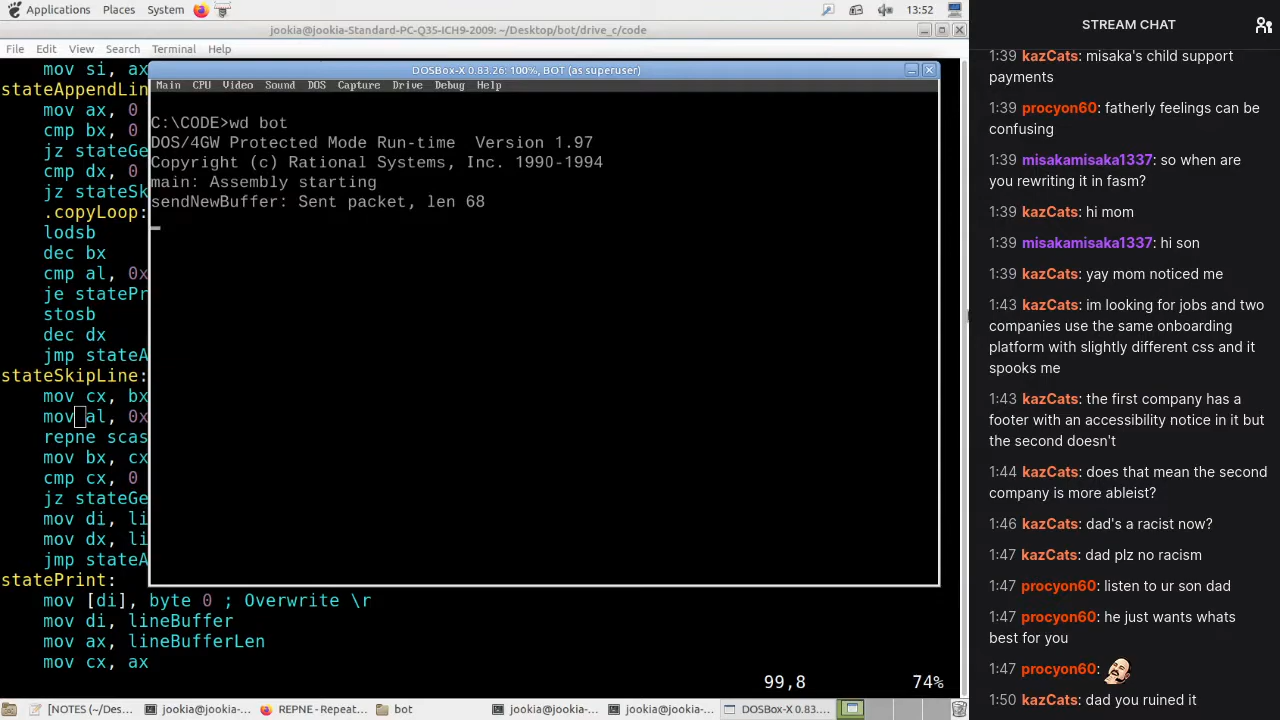 Applications Places System 13:52
jookia@jookia-Standard-PC-Q35-ICH9-2009: ~/Desktop/bot/drive_c/code
File Edit View Search Terminal Help
mov si, ax
stateAppendLin
mov ax, 0
cmp bx, 0
jz stateGe
cmp dx, 0
jz stateSk
.copyLoop:
lodsb
dec bx
cmp al, 0x
je statePr
stosb
dec dx
jmp stateA
stateSkipLine:
mov cx, bx
mov al, 0x
repne scas
mov bx, cx
cmp cx, 0
jz stateGe
mov di, li
mov dx, li
jmp stateA
statePrint:
mov [di], byte 0 ; Overwrite \r
mov di, lineBuffer
mov ax, lineBufferLen
mov cx, ax
99,8 74%
DOSBox-X 0.83.26: 100%, BOT (as superuser)
Main CPU Video Sound DOS Capture Drive Debug Help
C:\CODE>wd bot
DOS/4GW Protected Mode Run-time Version 1.97
Copyright (c) Rational Systems, Inc. 1990-1994
main: Assembly starting
sendNewBuffer: Sent packet, len 68
[NOTES (~/Des... jookia@jookia-... REPNE - Repeat... bot jookia@jookia-... jookia@jookia-... DOSBox-X 0.83....
STREAM CHAT
1:39 kazCats: misaka's child support
payments
1:39 procyon60: fatherly feelings can be
confusing
1:39 misakamisaka1337: so when are
you rewriting it in fasm?
1:39 kazCats: hi mom
1:39 misakamisaka1337: hi son
1:39 kazCats: yay mom noticed me
1:43 kazCats: im looking for jobs and two
companies use the same onboarding
platform with slightly different css and it
spooks me
1:43 kazCats: the first company has a
footer with an accessibility notice in it but
the second doesn't
1:44 kazCats: does that mean the second
company is more ableist?
1:46 kazCats: dad's a racist now?
1:47 kazCats: dad plz no racism
1:47 procyon60: listen to ur son dad
1:47 procyon60: he just wants whats
best for you
1:47 procyon60:
1:50 kazCats: dad you ruined it